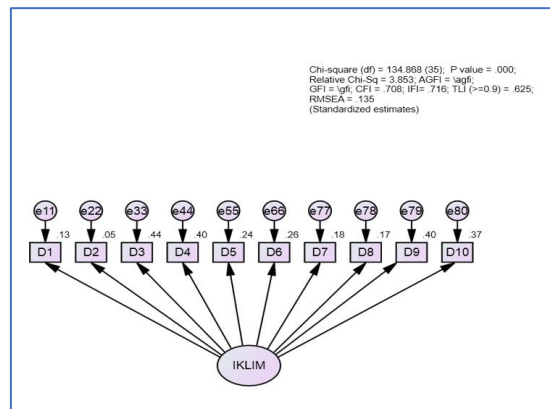 Chi-square (df) = 134.868 (35); P value = .000;
Relative Chi-Sq = 3.853; AGFI = \agfi;
GFI = \gfi; CFI = .708; IFI= .716; TLI (>=0.9) = .625;
RMSEA = .135
(Standardized estimates)
e11 e22 e33 e44 e55 e66 e77 e78 e79 e80
.13 .05 .44 .40 .24 .26 .18 .17 .40 .37
D1 D2 D3 D4 D5 D6 D7 D8 D9 D10
IKLIM